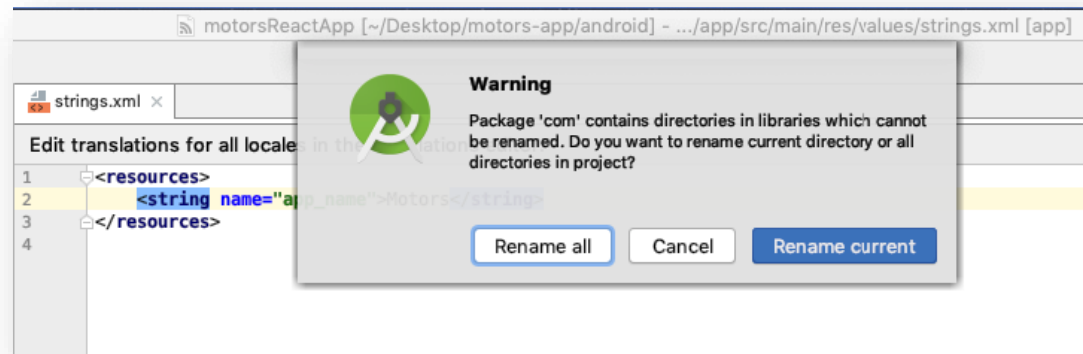 motorsReactApp [~/Desktop/motors-app/android] - .../app/src/main/res/values/strings.xml [app]
strings.xml
Edit translations for all locales in the
Warning
Package 'com' contains directories in libraries which cannot
be renamed. Do you want to rename current directory or all
directories in project?
Rename all
Cancel
Rename current
1 <resources>
2 <string name="app_name">Motors</string>
3 </resources>
4